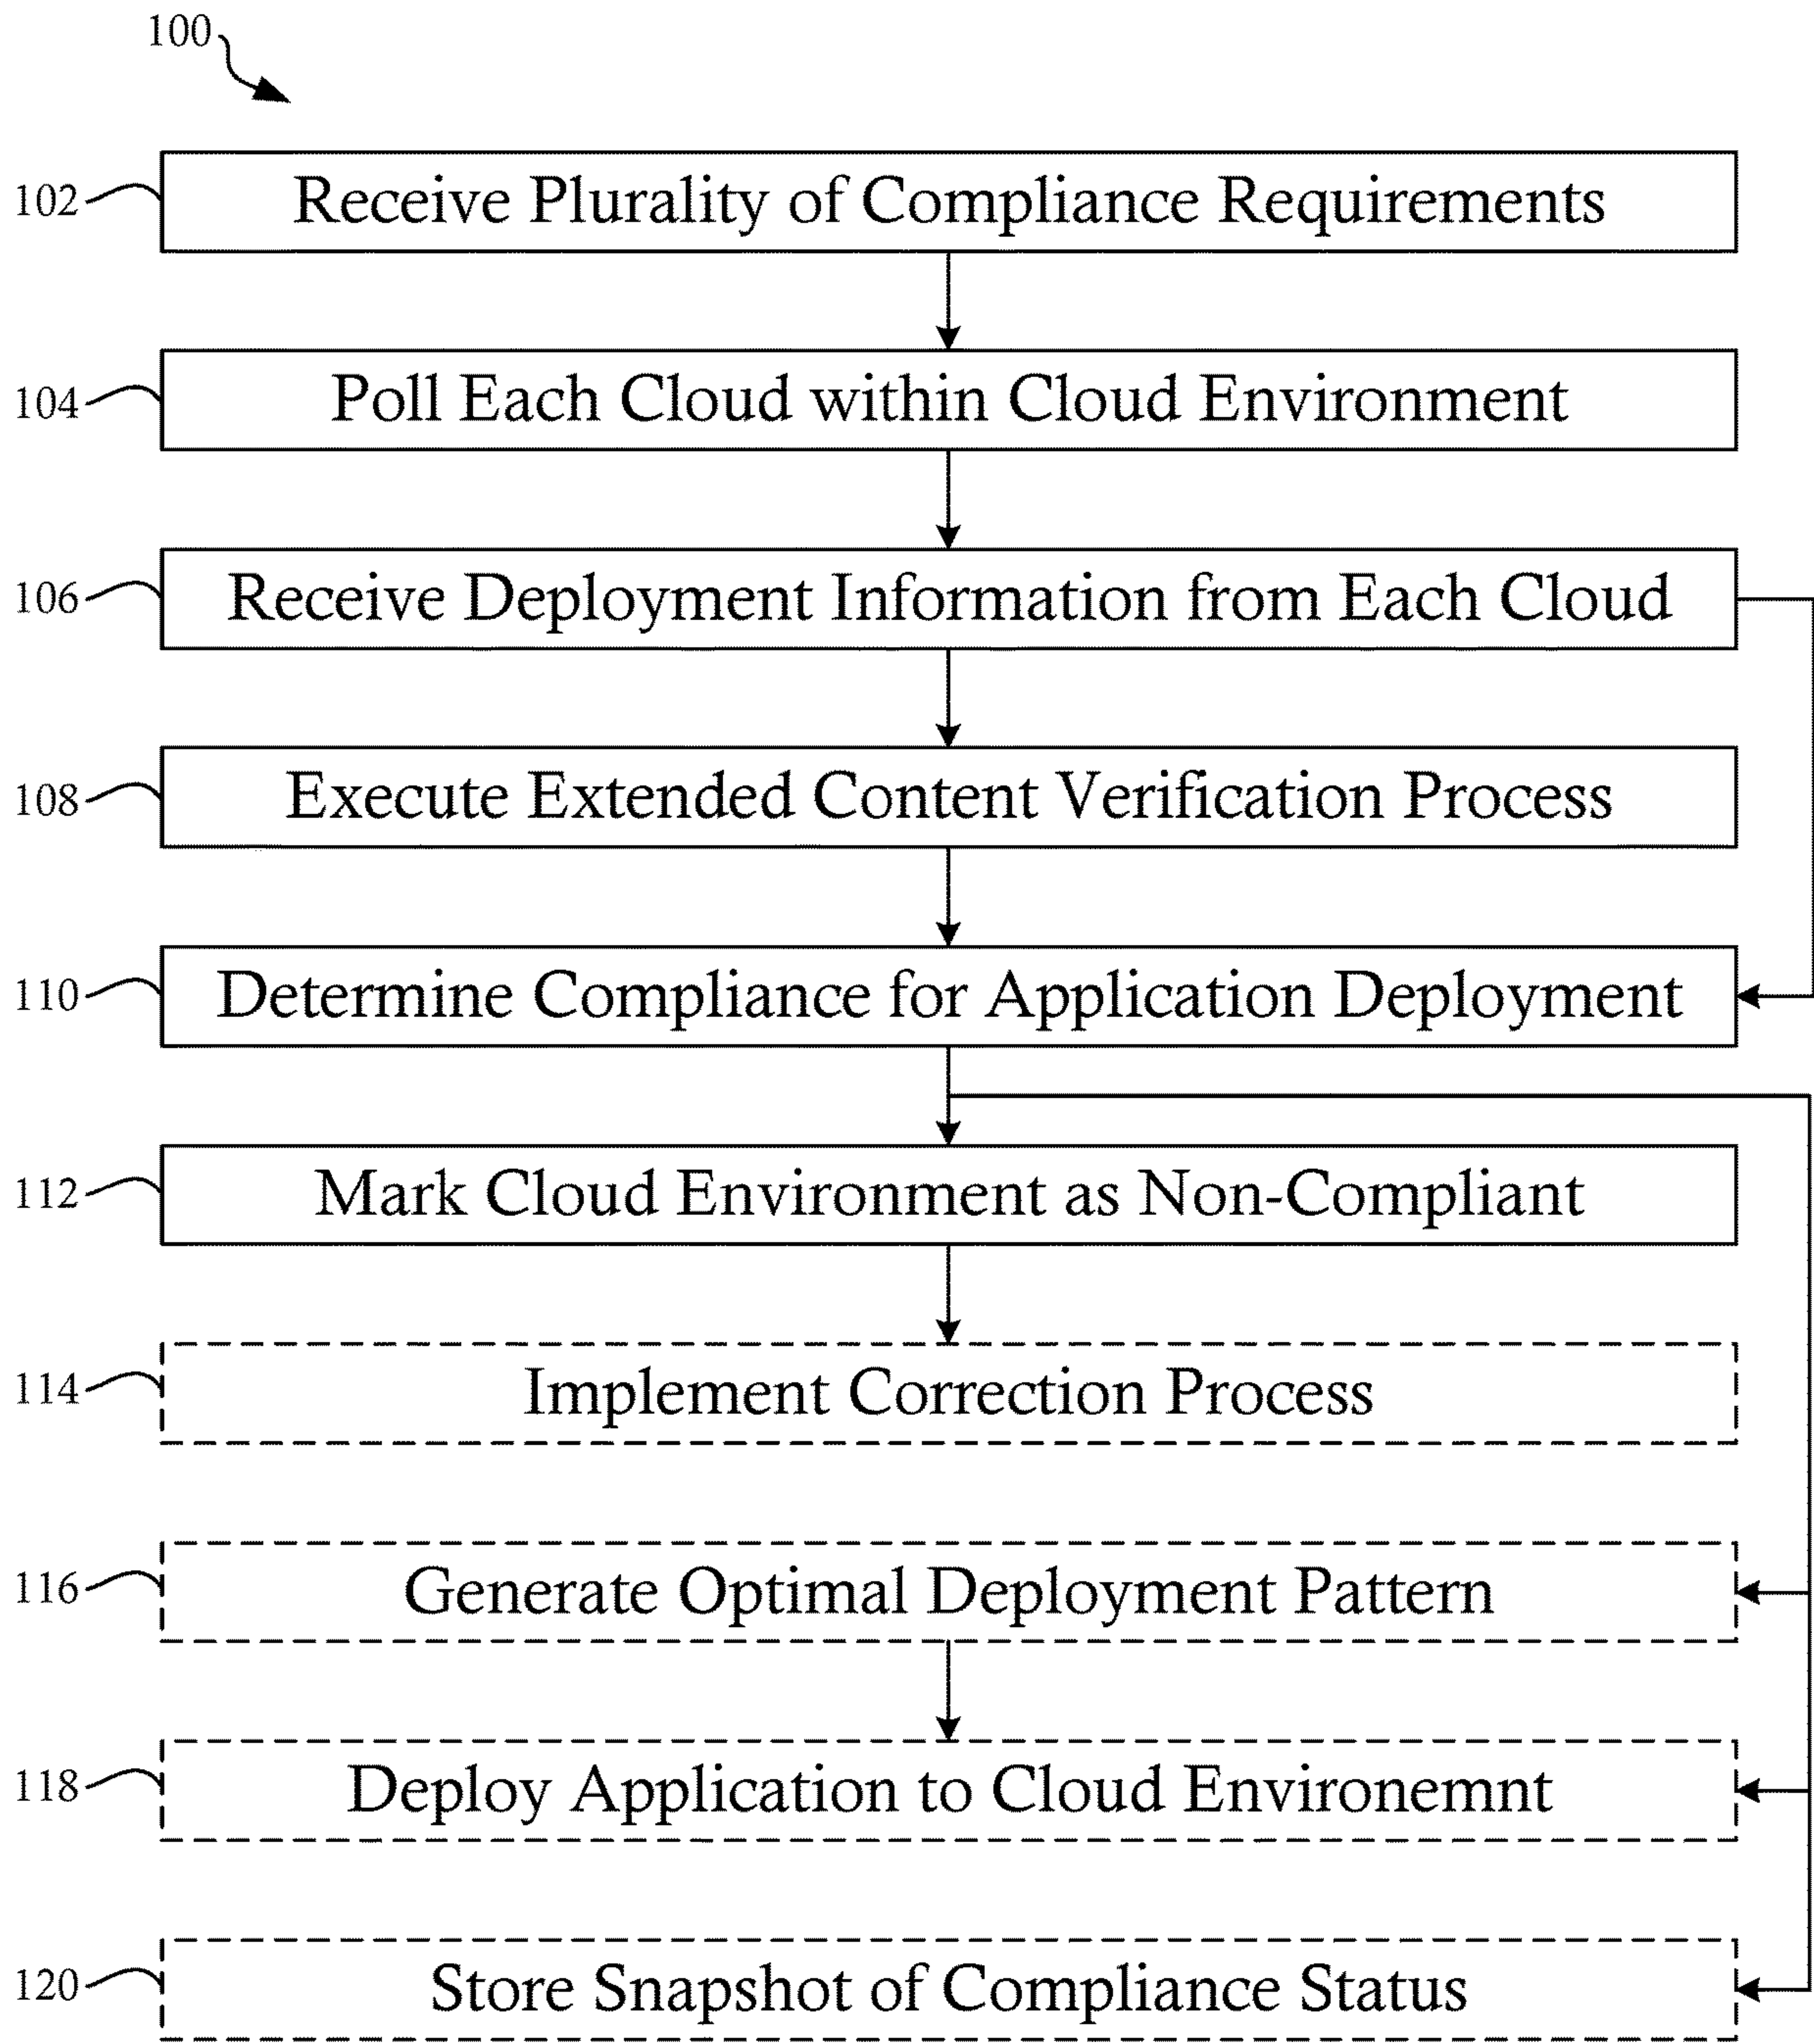 100
102 Receive Plurality of Compliance Requirements
104 Poll Each Cloud within Cloud Environment
106 Receive Deployment Information from Each Cloud
108 Execute Extended Content Verification Process
110 Determine Compliance for Application Deployment
112 Mark Cloud Environment as Non-Compliant
114 Implement Correction Process
116 Generate Optimal Deployment Pattern
118 Deploy Application to Cloud Environemnt
120 Store Snapshot of Compliance Status